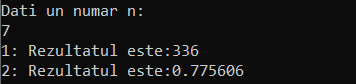 Dati un numar n:
7
1: Rezultatul este:336
2: Rezultatul este:0.775606